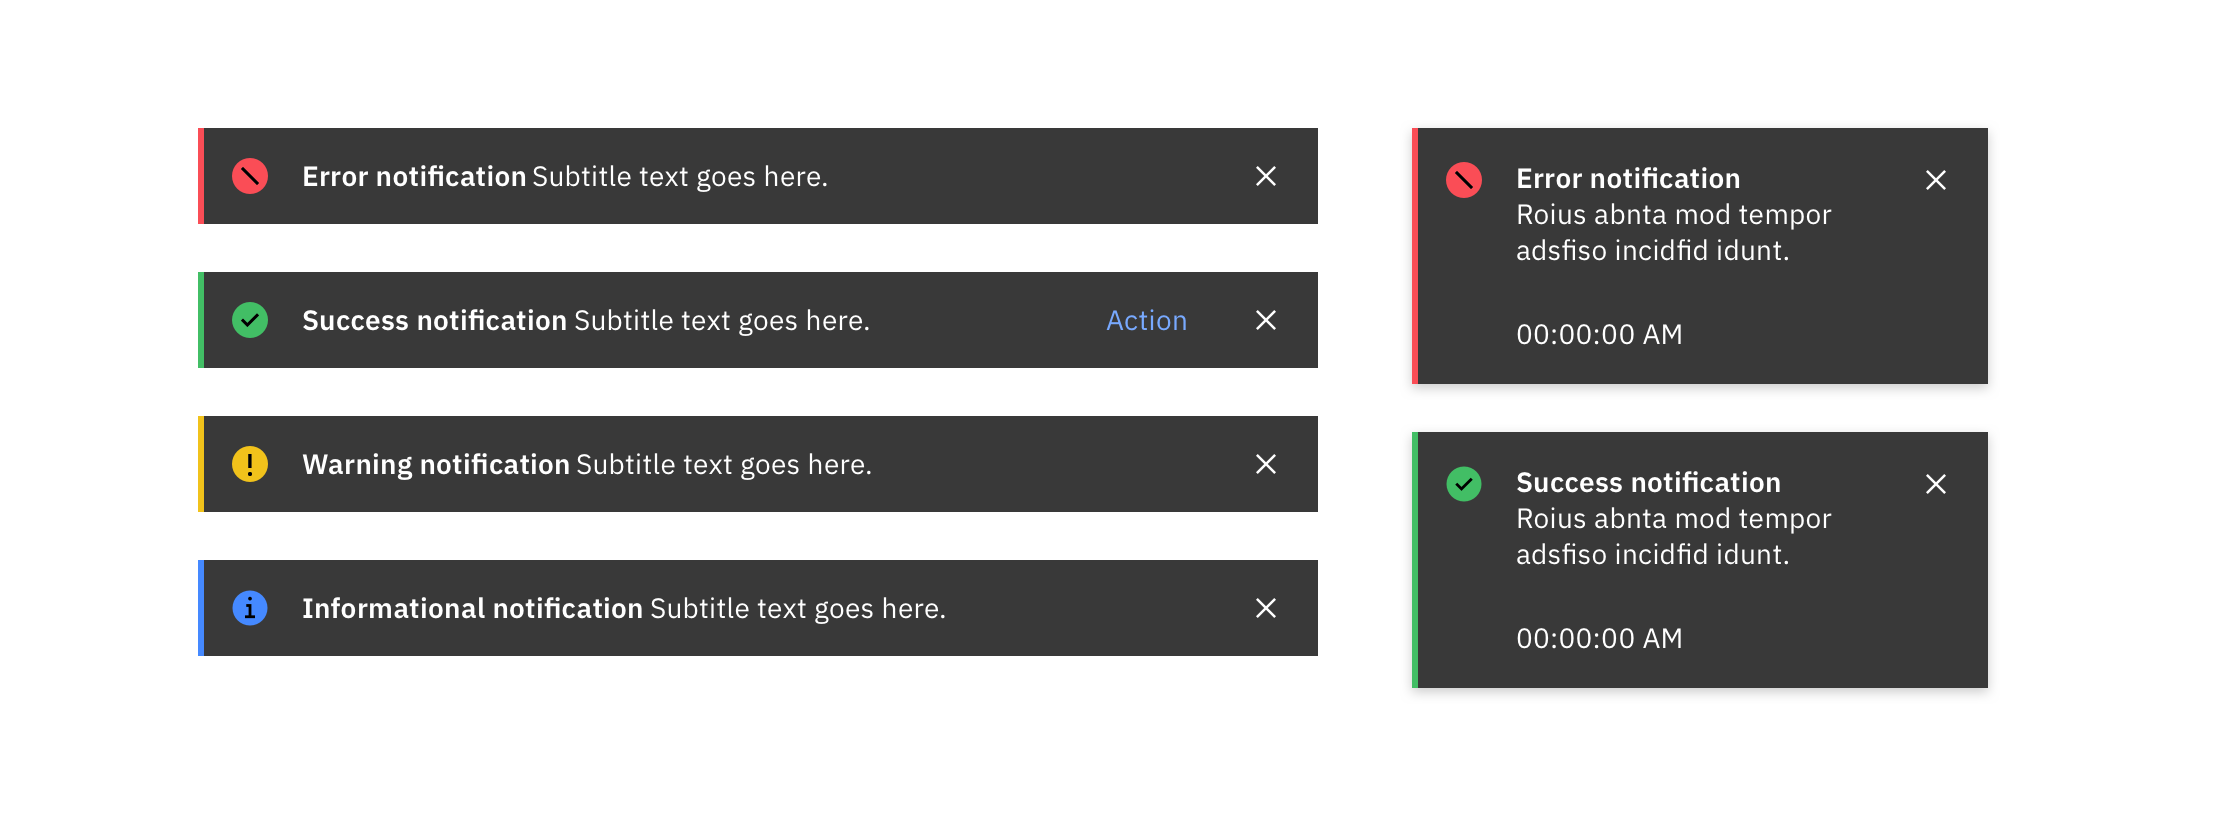 Error notification Subtitle text goes here.
Success notification Subtitle text goes here. Action
Warning notification Subtitle text goes here.
Informational notification Subtitle text goes here.
Error notification
Roius abnta mod tempor
adsfiso incidfid idunt.
00:00:00 AM
Success notification
Roius abnta mod tempor
adsfiso incidfid idunt.
00:00:00 AM